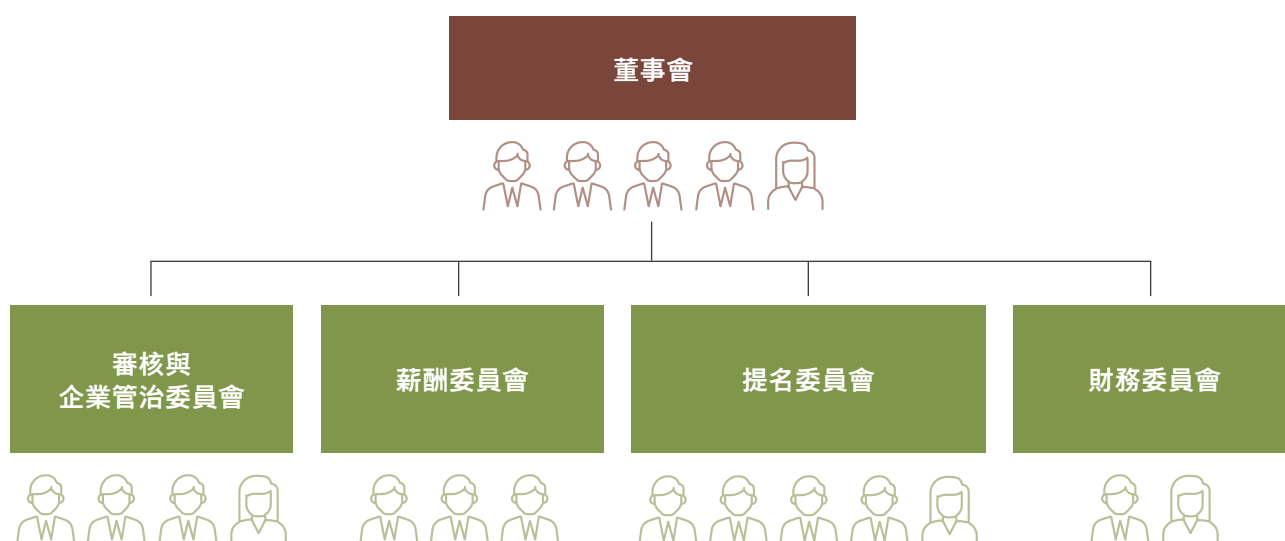 董事會
審核與
企業管治委員會
薪酬委員會
提名委員會
財務委員會